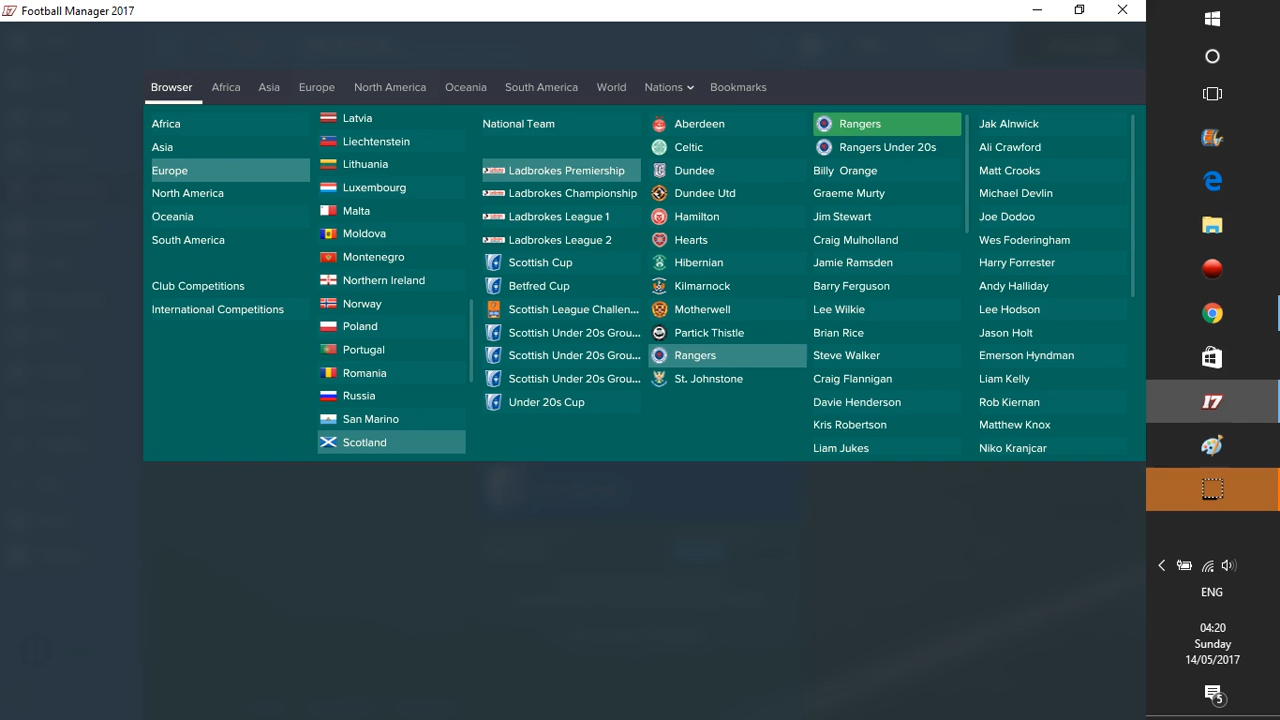 Football Manager 2017
Browser Africa Asia Europe North America Oceania South America World Nations Bookmarks
Africa
Asia
Europe
North America
Oceania
South America
Club Competitions
International Competitions
Latvia
Liechtenstein
Lithuania
Luxembourg
Malta
Moldova
Montenegro
Northern Ireland
Norway
Poland
Portugal
Romania
Russia
San Marino
Scotland
National Team
Ladbrokes Premiership
Ladbrokes Championship
Ladbrokes League 1
Ladbrokes League 2
Scottish Cup
Betfred Cup
Scottish League Challen...
Scottish Under 20s Grou...
Scottish Under 20s Grou...
Scottish Under 20s Grou...
Under 20s Cup
Aberdeen
Celtic
Dundee
Dundee Utd
Hamilton
Hearts
Hibernian
Kilmarnock
Motherwell
Partick Thistle
Rangers
St. Johnstone
Rangers
Rangers Under 20s
Billy Orange
Graeme Murty
Jim Stewart
Craig Mulholland
Jamie Ramsden
Barry Ferguson
Lee Wilkie
Brian Rice
Steve Walker
Craig Flannigan
Davie Henderson
Kris Robertson
Liam Jukes
Jak Alnwick
Ali Crawford
Matt Crooks
Michael Devlin
Joe Dodoo
Wes Foderingham
Harry Forrester
Andy Halliday
Lee Hodson
Jason Holt
Emerson Hyndman
Liam Kelly
Rob Kiernan
Matthew Knox
Niko Kranjcar
17
ENG
04:20
Sunday
14/05/2017
5